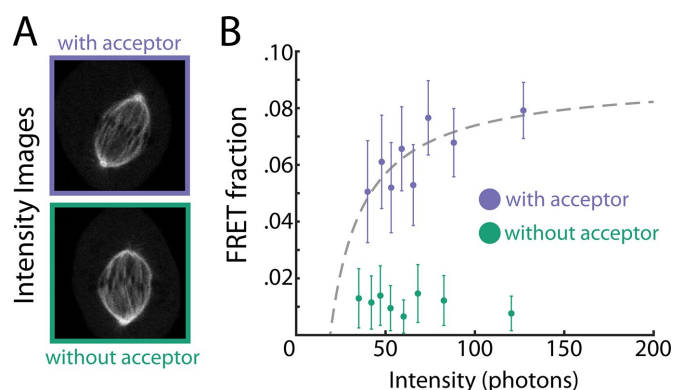 A
with acceptor
Intensity Images
without acceptor
B
.10
.08
.06
.04
.02
FRET fraction
with acceptor
without acceptor
0 50 100 150 200
Intensity (photons)